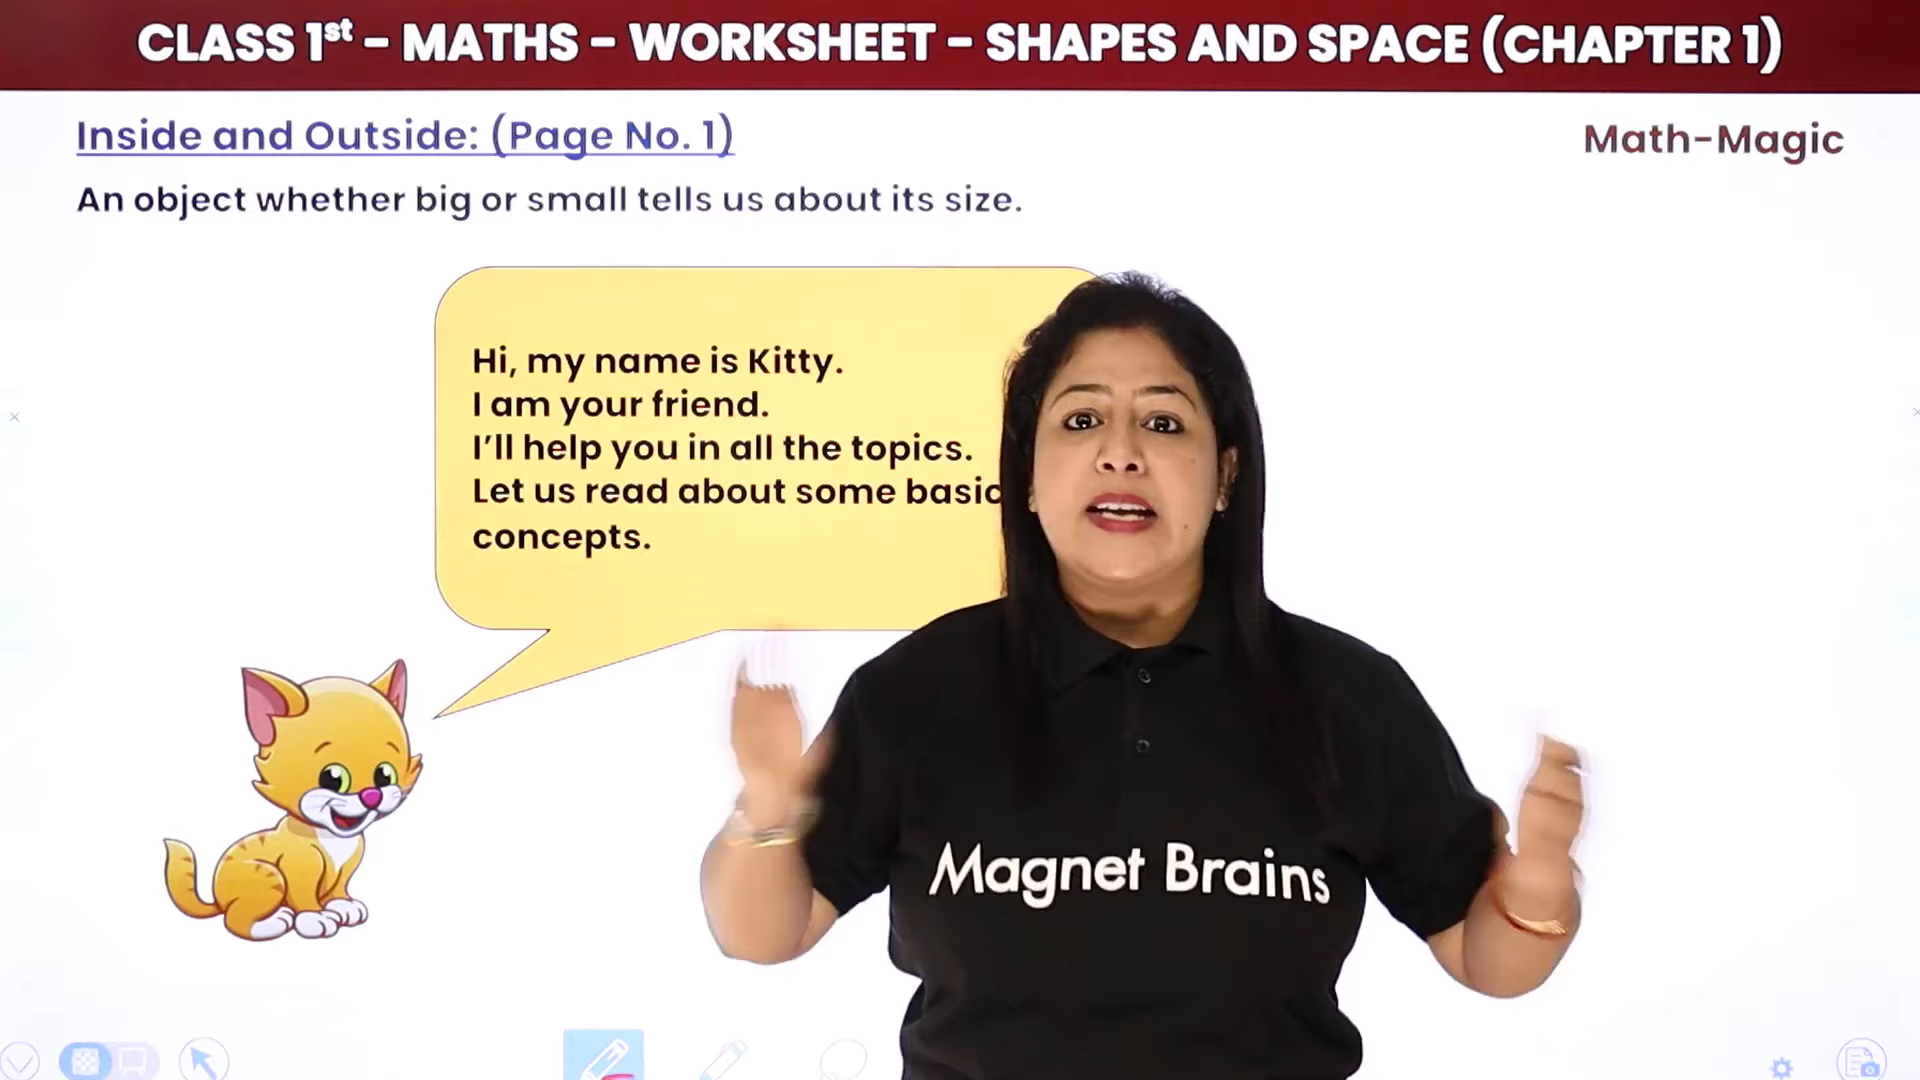 CLASS 1st - MATHS - WORKSHEET - SHAPES AND SPACE (CHAPTER 1)
Inside and Outside: (Page No. 1)
Math-Magic
An object whether big or small tells us about its size.
Hi, my name is Kitty.
I am your friend.
I'll help you in all the topics.
Let us read about some basic
concepts.
Magnet Brains